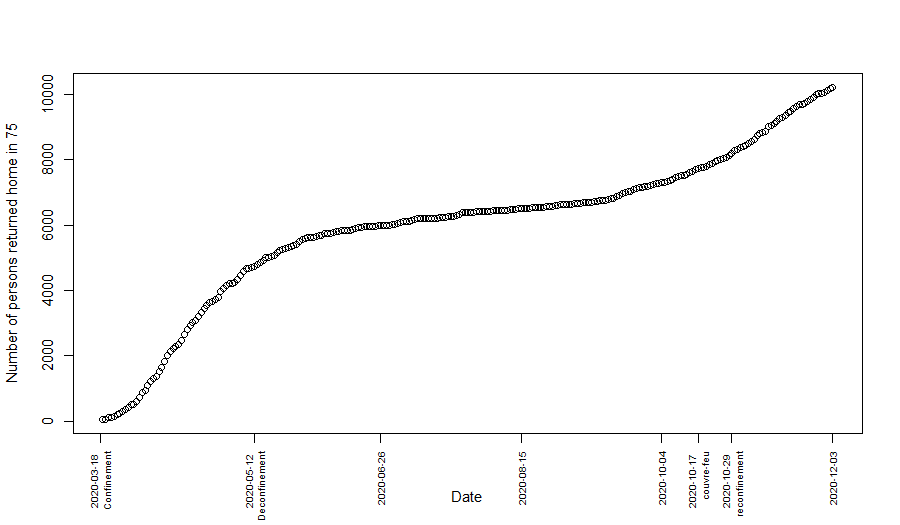 Number of persons returned home in 75
10000
8000
6000
4000
2000
0
2020-03-18
Confinement
2020-05-12
Deconfinement
2020-06-26
2020-08-15
2020-10-04
2020-10-17
couvre-feu
2020-10-29
reconfinement
2020-12-03
Date